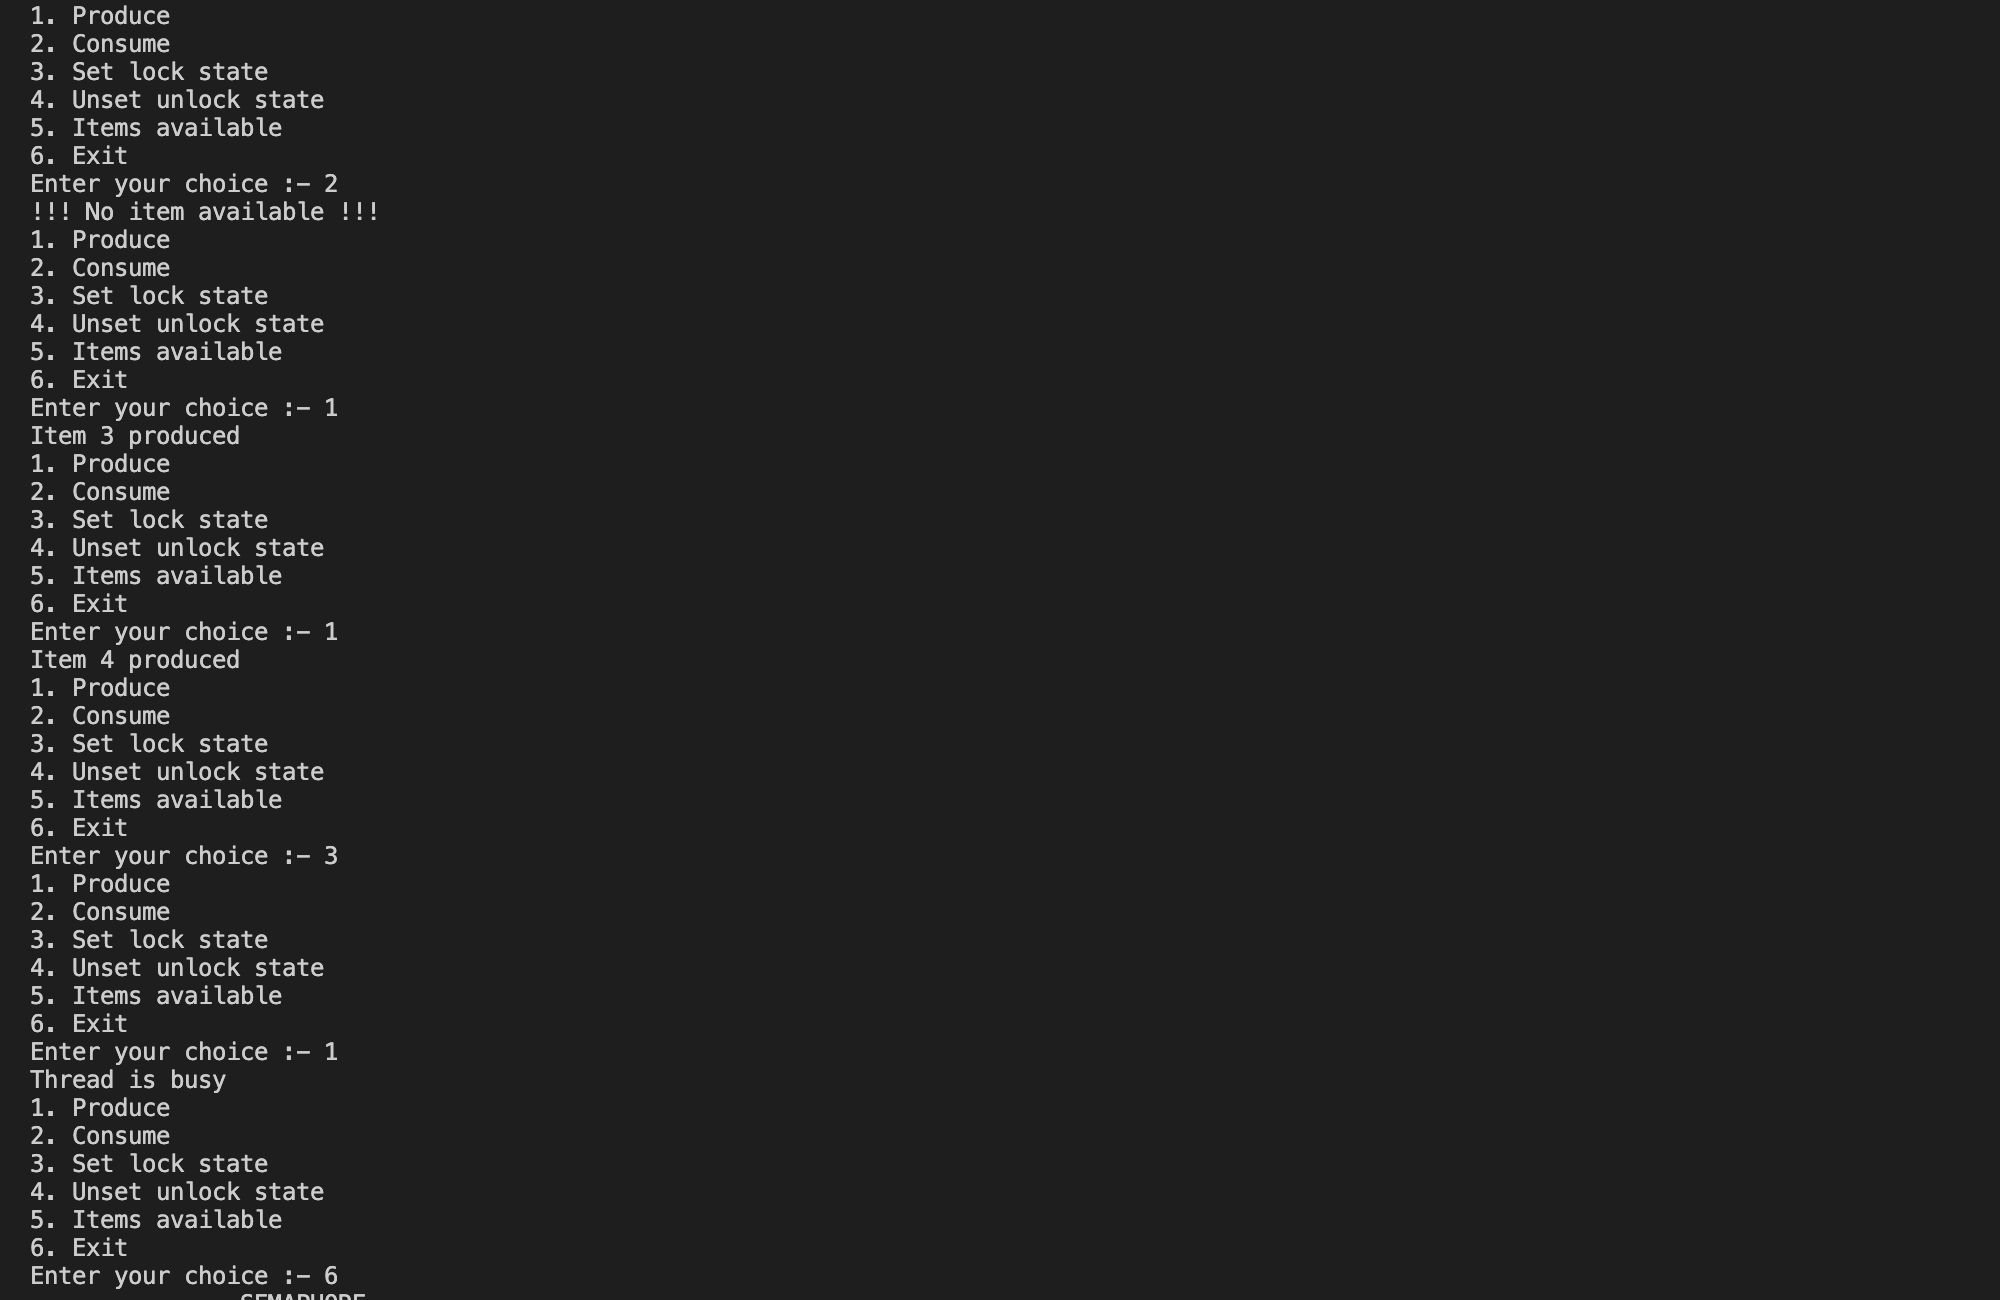 1. Produce
2. Consume
3. Set lock state
4. Unset unlock state
5. Items available
6. Exit
Enter your choice :- 2
!!! No item available !!!
1. Produce
2. Consume
3. Set lock state
4. Unset unlock state
5. Items available
6. Exit
Enter your choice :- 1
Item 3 produced
1. Produce
2. Consume
3. Set lock state
4. Unset unlock state
5. Items available
6. Exit
Enter your choice :- 1
Item 4 produced
1. Produce
2. Consume
3. Set lock state
4. Unset unlock state
5. Items available
6. Exit
Enter your choice :- 3
1. Produce
2. Consume
3. Set lock state
4. Unset unlock state
5. Items available
6. Exit
Enter your choice :- 1
Thread is busy
1. Produce
2. Consume
3. Set lock state
4. Unset unlock state
5. Items available
6. Exit
Enter your choice :- 6
SEMAPHORE